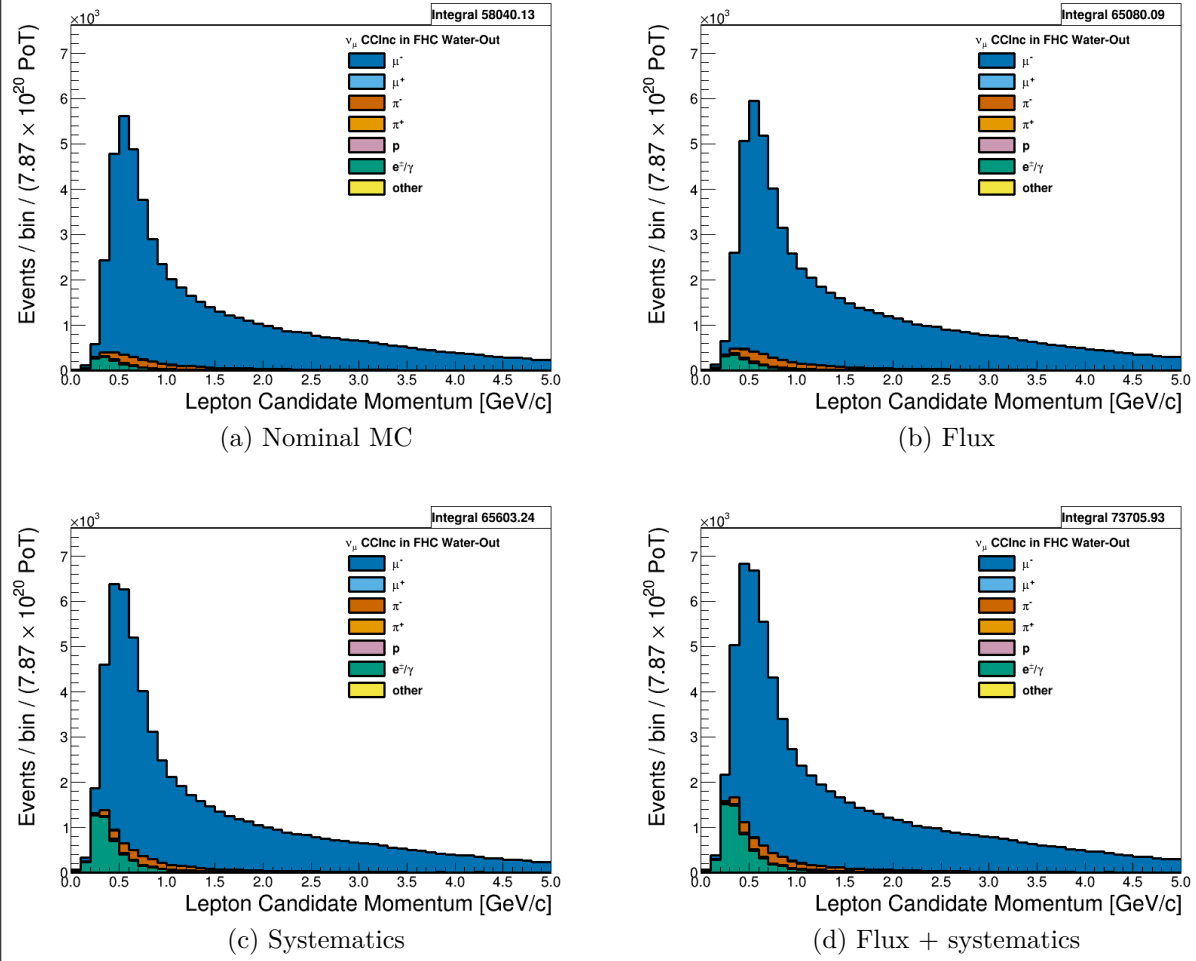 ×10³
Integral 58040.13
Events / bin / (7.87 × 10²⁰ PoT)
ν_μ CCInc in FHC Water-Out
μ⁻
μ⁺
π⁻
π⁺
p
e±/γ
other
7
6
5
4
3
2
1
0
0.0 0.5 1.0 1.5 2.0 2.5 3.0 3.5 4.0 4.5 5.0
Lepton Candidate Momentum [GeV/c]
(a) Nominal MC
×10³
Integral 65080.09
Events / bin / (7.87 × 10²⁰ PoT)
ν_μ CCInc in FHC Water-Out
μ⁻
μ⁺
π⁻
π⁺
p
e±/γ
other
7
6
5
4
3
2
1
0
0.0 0.5 1.0 1.5 2.0 2.5 3.0 3.5 4.0 4.5 5.0
Lepton Candidate Momentum [GeV/c]
(b) Flux
×10³
Integral 65603.24
Events / bin / (7.87 × 10²⁰ PoT)
ν_μ CCInc in FHC Water-Out
μ⁻
μ⁺
π⁻
π⁺
p
e±/γ
other
7
6
5
4
3
2
1
0
0.0 0.5 1.0 1.5 2.0 2.5 3.0 3.5 4.0 4.5 5.0
Lepton Candidate Momentum [GeV/c]
(c) Systematics
×10³
Integral 73705.93
Events / bin / (7.87 × 10²⁰ PoT)
ν_μ CCInc in FHC Water-Out
μ⁻
μ⁺
π⁻
π⁺
p
e±/γ
other
7
6
5
4
3
2
1
0
0.0 0.5 1.0 1.5 2.0 2.5 3.0 3.5 4.0 4.5 5.0
Lepton Candidate Momentum [GeV/c]
(d) Flux + systematics